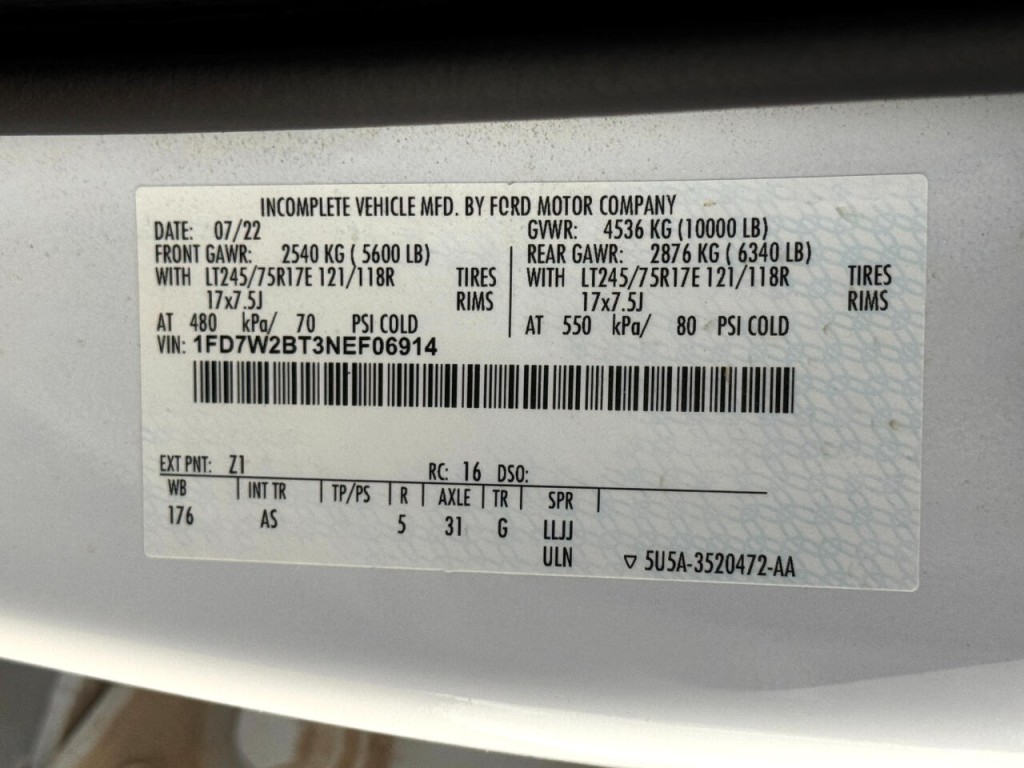 INCOMPLETE VEHICLE MFD. BY FORD MOTOR COMPANY
DATE: 07/22 GVWR: 4536 KG (10000 LB)
FRONT GAWR: 2540 KG ( 5600 LB) REAR GAWR: 2876 KG ( 6340 LB)
WITH LT245/75R17E 121/118R TIRES WITH LT245/75R17E 121/118R TIRES
17x7.5J RIMS 17x7.5J RIMS
AT 480 kPa/ 70 PSI COLD AT 550 kPa/ 80 PSI COLD
VIN: 1FD7W2BT3NEF06914
EXT PNT: Z1 RC: 16 DSO:
WB INT TR TP/PS R AXLE TR SPR
176 AS 5 31 G LLJJ
ULN ▽ 5U5A-3520472-AA